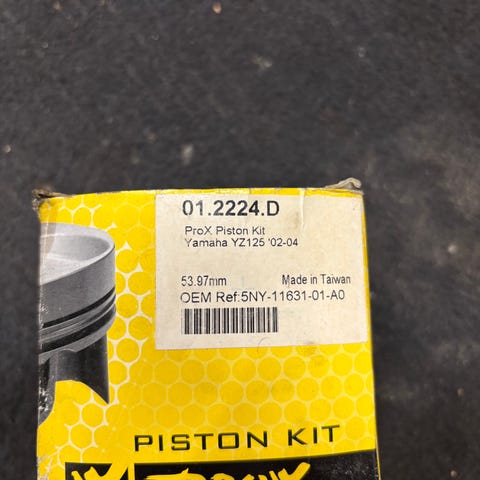 01.2224.D
ProX Piston Kit
Yamaha YZ125 '02-04
53.97mm Made in Taiwan
OEM Ref:5NY-11631-01-A0
PISTON KIT